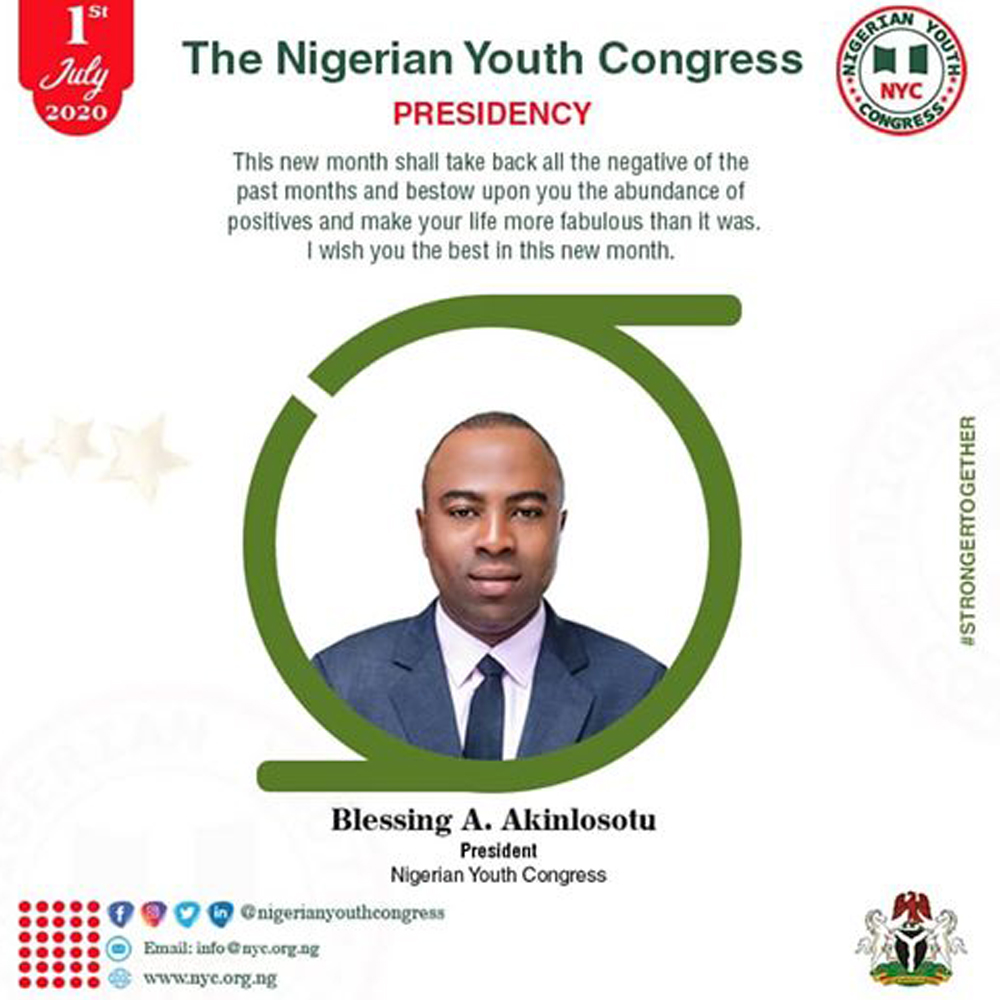 1st
July
2020
The Nigerian Youth Congress
PRESIDENCY
NIGERIAN YOUTH
NYC
CONGRESS
This new month shall take back all the negative of the
past months and bestow upon you the abundance of
positives and make your life more fabulous than it was.
I wish you the best in this new month.
#STRONGERTOGETHER
Blessing A. Akinlosotu
President
Nigerian Youth Congress
@nigerianyouthcongress
Email: info@nyc.org.ng
www.nyc.org.ng